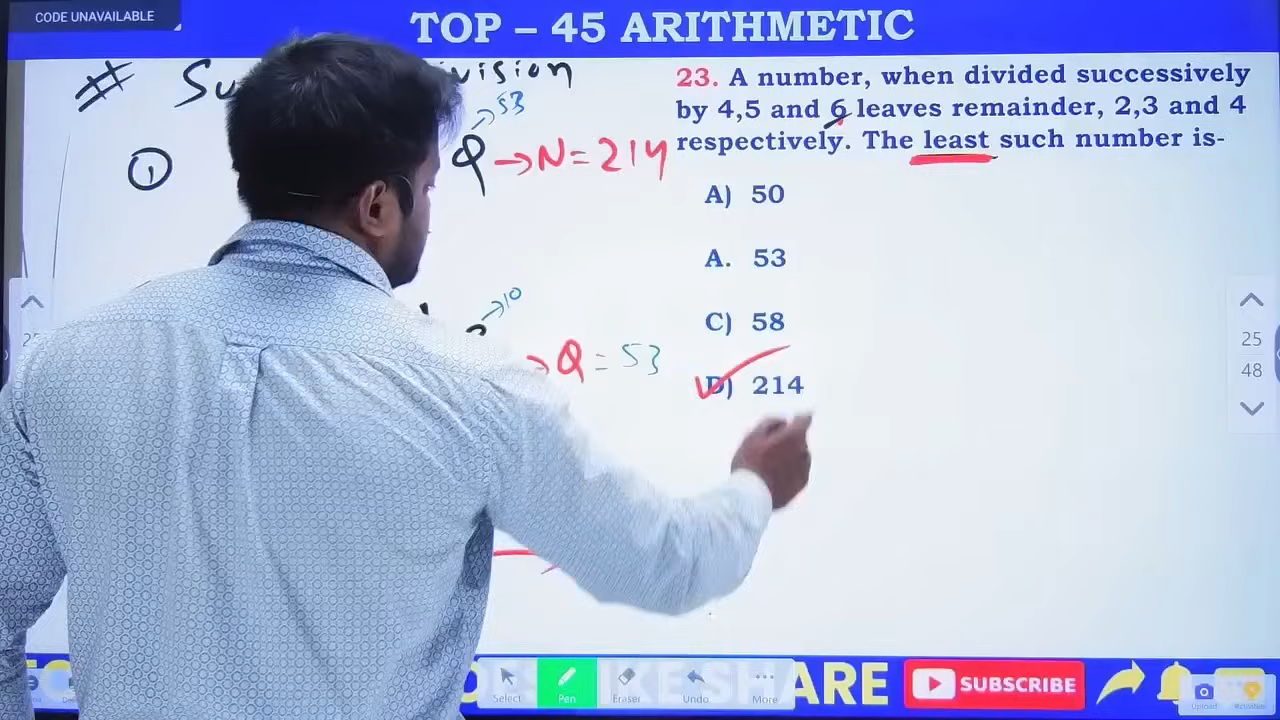 CODE UNAVAILABLE
TOP – 45 ARITHMETIC
# Su vision
23. A number, when divided successively
by 4,5 and 6 leaves remainder, 2,3 and 4
respectively. The least such number is-
53
① Q → N = 214
A) 50
A. 53
10
C) 58
→ Q = 53
D) 214
25
48
SHARE
SUBSCRIBE
Select Pen Eraser Undo More
Upload